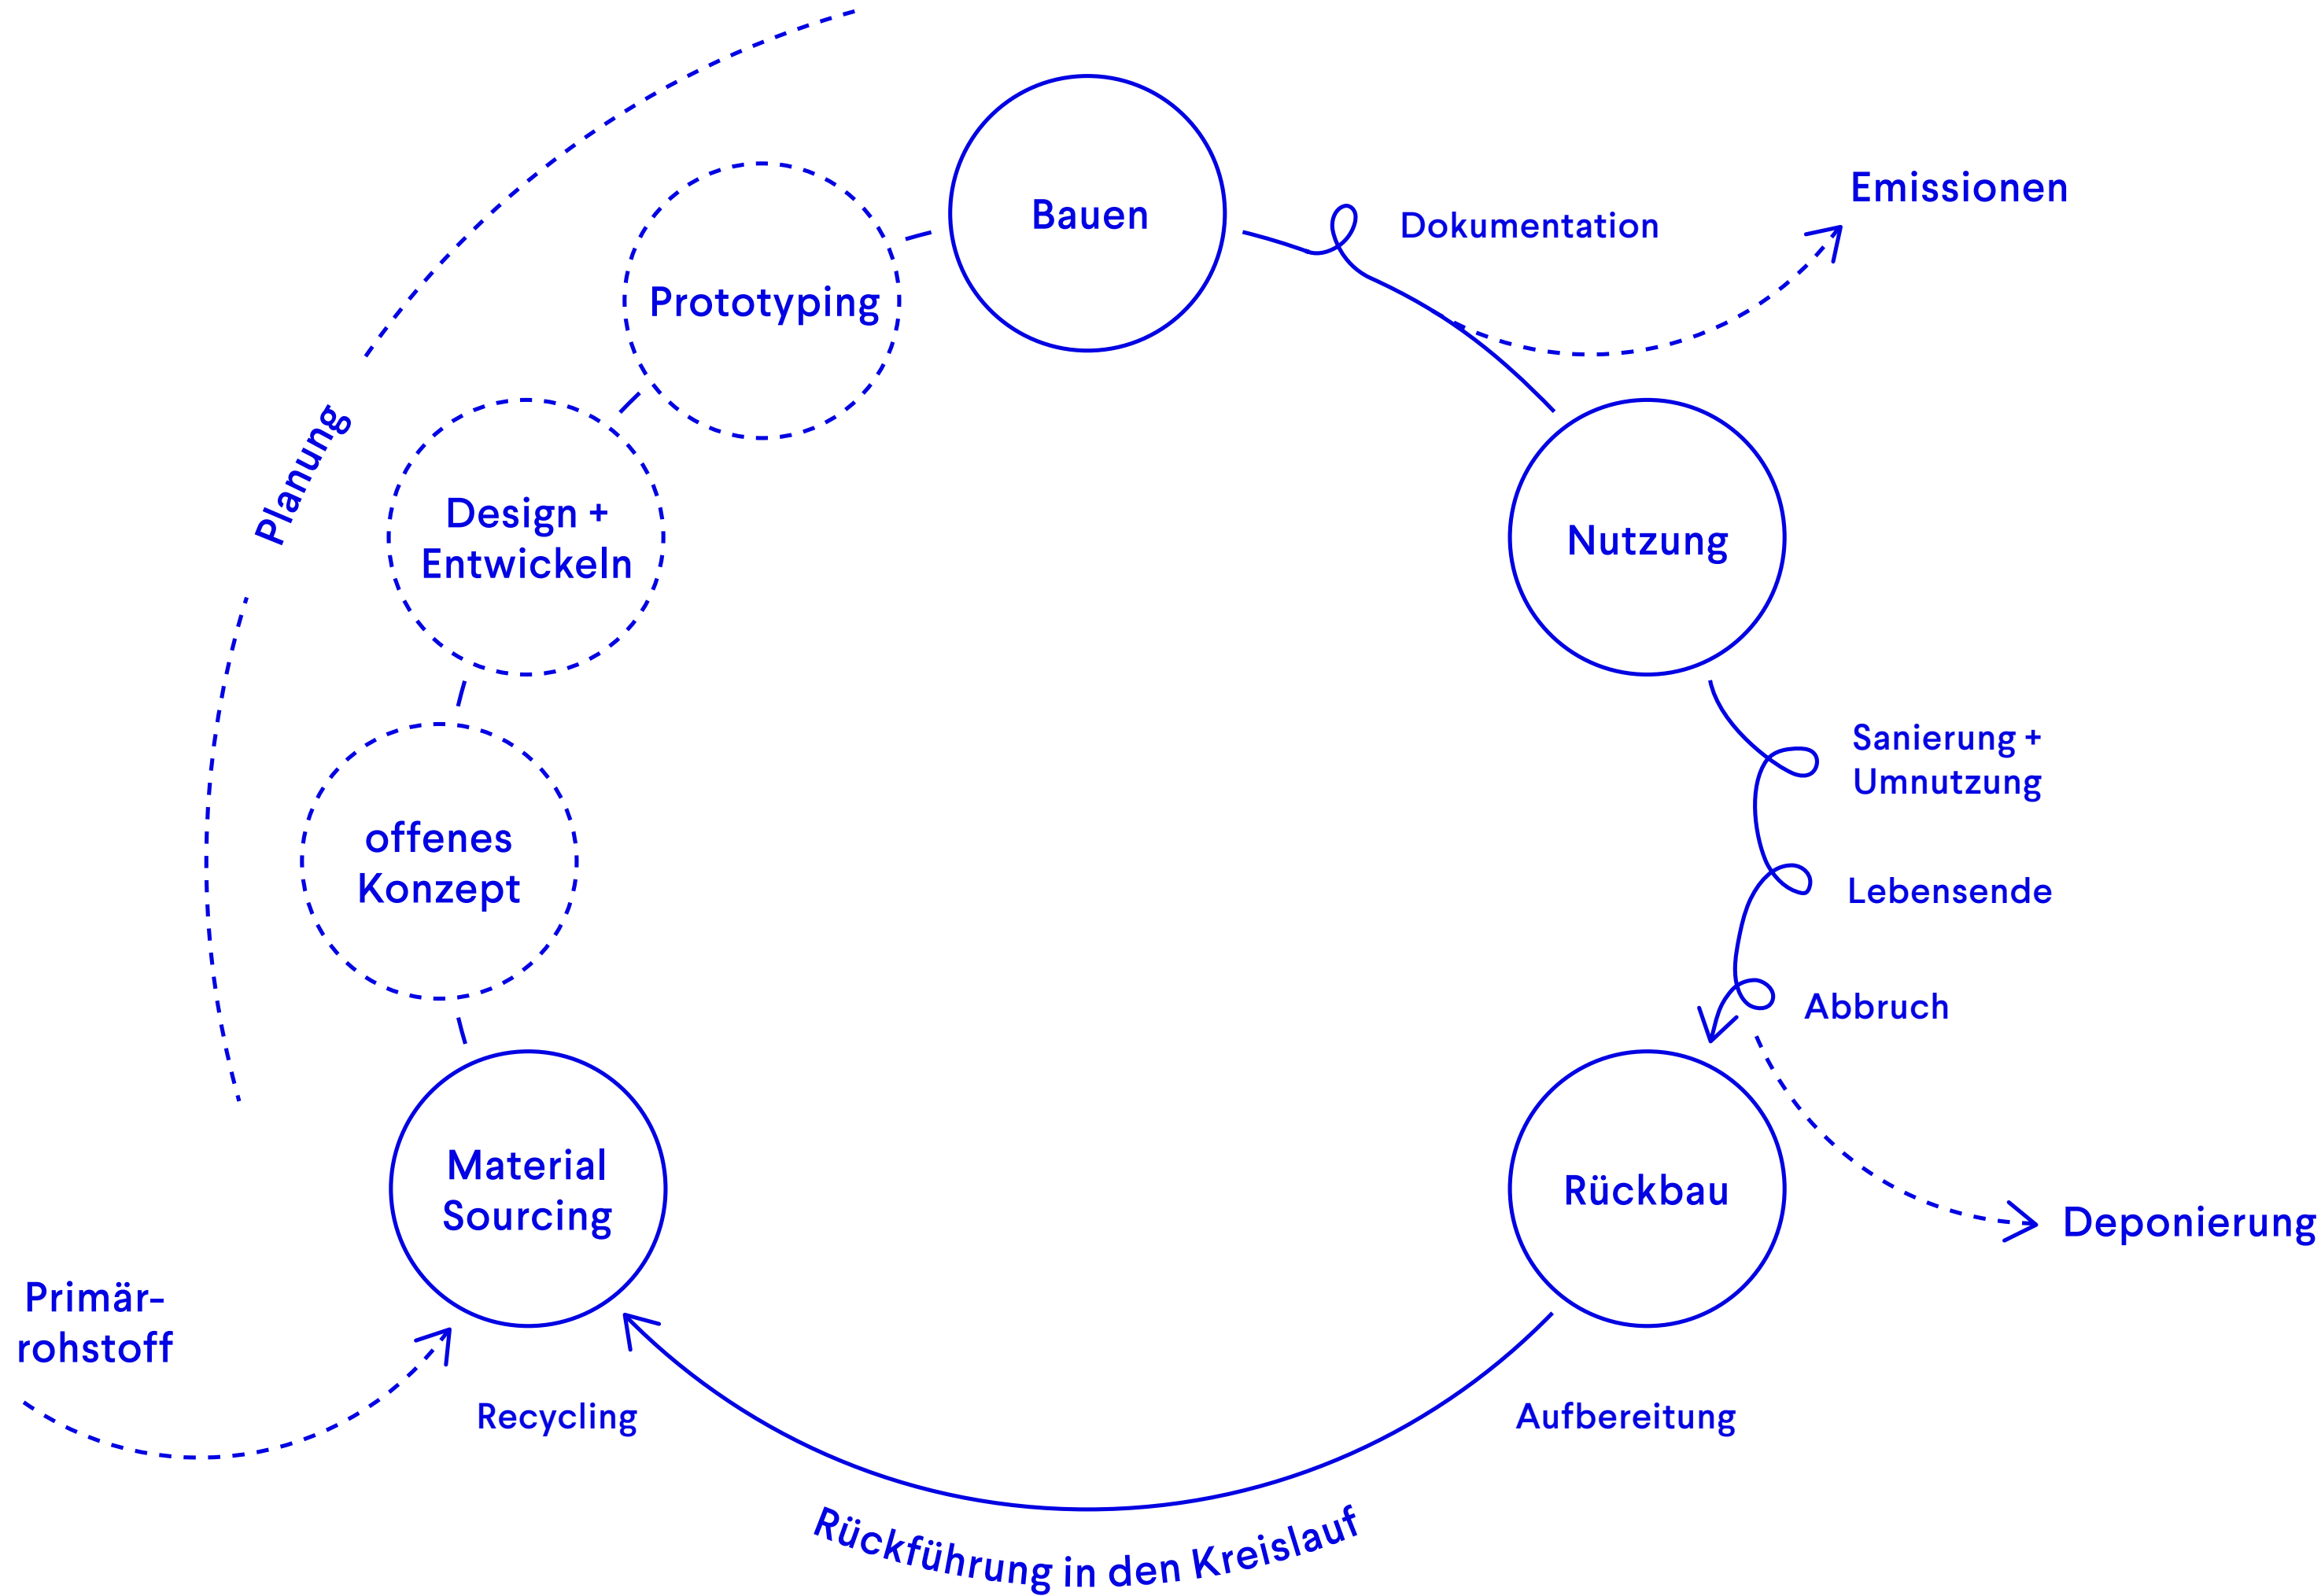 Bauen
Dokumentation
Emissionen
Prototyping
Planung
Design +
Entwickeln
Nutzung
offenes
Konzept
Sanierung +
Umnutzung
Lebensende
Abbruch
Material
Sourcing
Rückbau
Deponierung
Primär-
rohstoff
Recycling
Aufbereitung
Rückführung in den Kreislauf